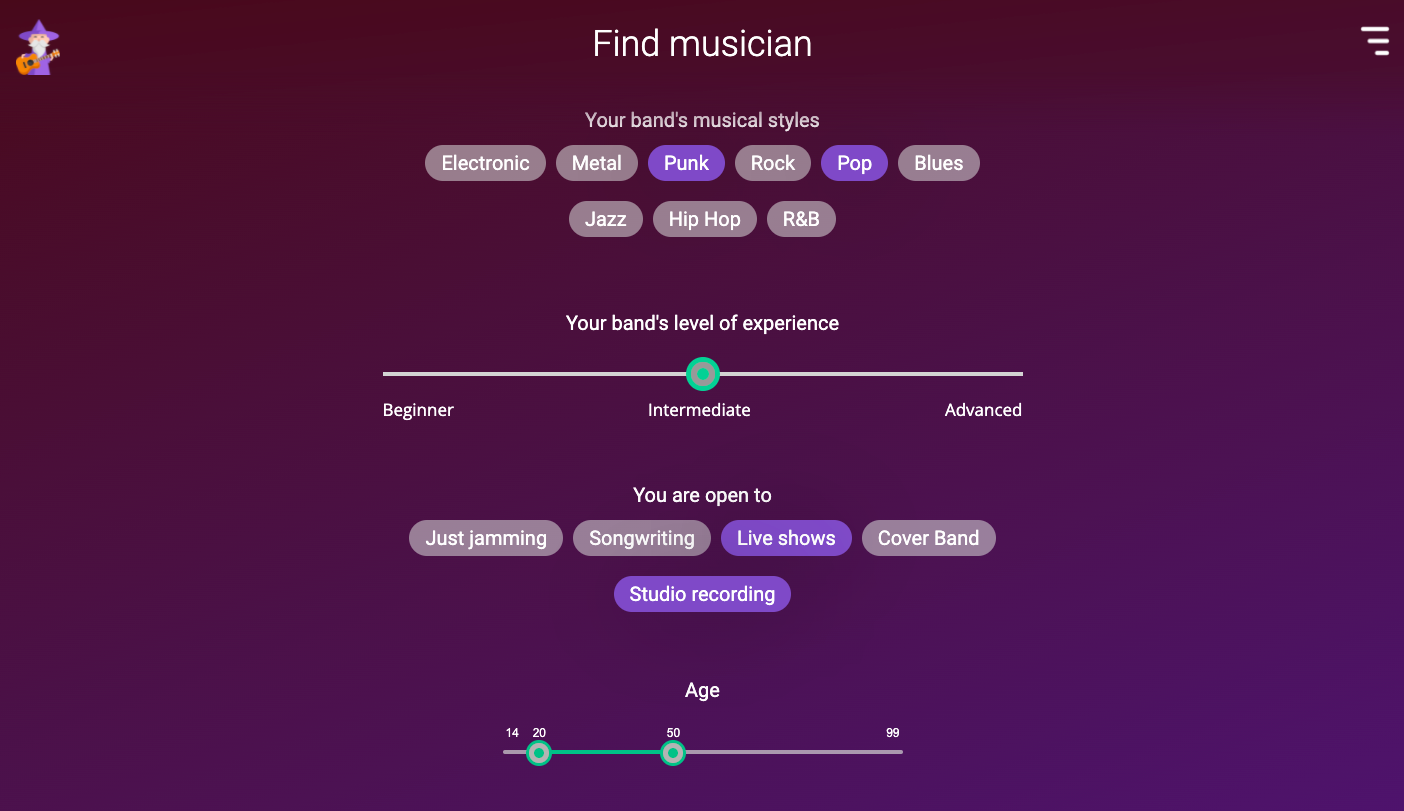 Find musician
Your band's musical styles
Electronic Metal Punk Rock Pop Blues
Jazz Hip Hop R&B
Your band's level of experience
Beginner Intermediate Advanced
You are open to
Just jamming Songwriting Live shows Cover Band
Studio recording
Age
14 20 50 99